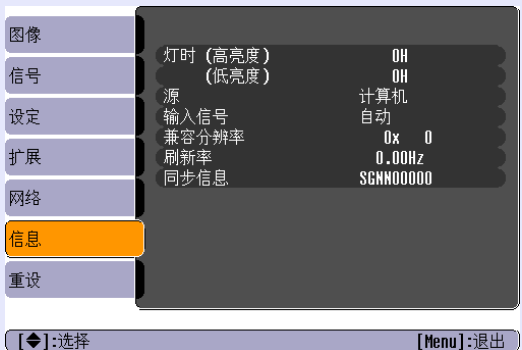 图像
信号
设定
扩展
网络
信息
重设
灯时 (高亮度) 0H
(低亮度) 0H
源 计算机
输入信号 自动
兼容分辨率 0x 0
刷新率 0.00Hz
同步信息 SGNN00000
[◆]:选择 [Menu]:退出